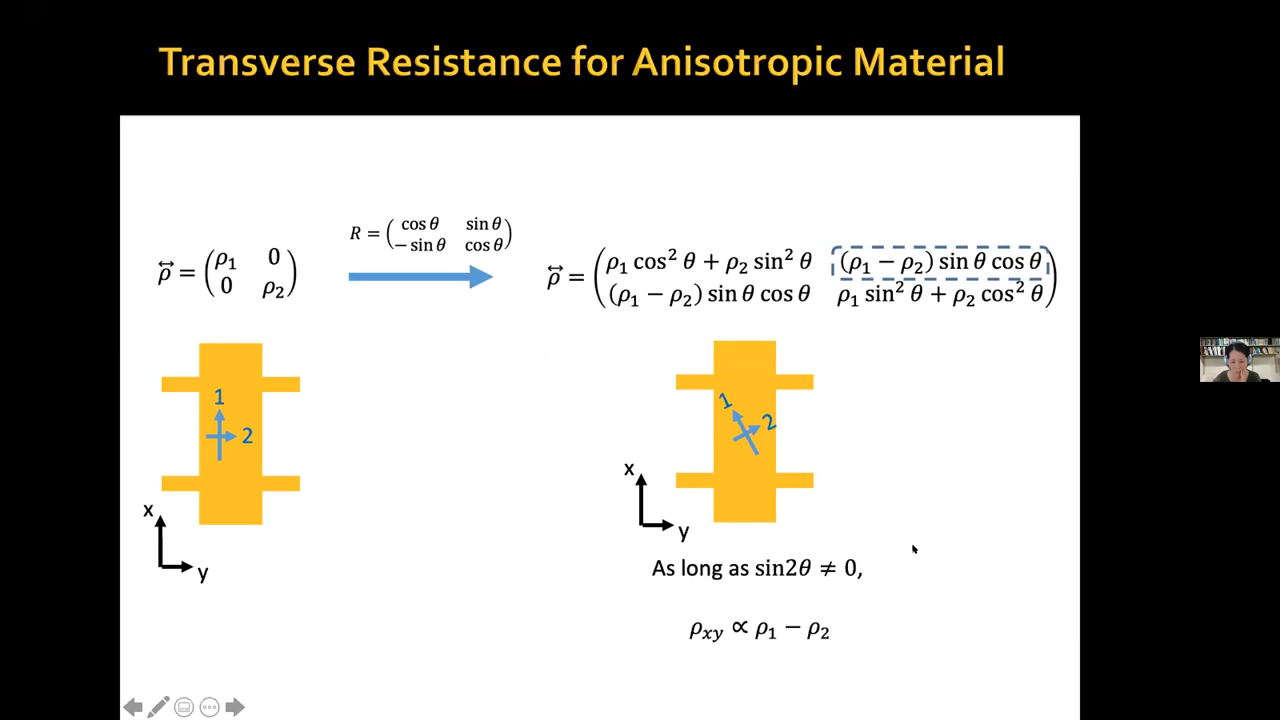 Transverse Resistance for Anisotropic Material
R = ( cos θ sin θ
− sin θ cos θ )
ρ⃡ = ( ρ₁ 0
0 ρ₂ )
ρ⃡ = ( ρ₁ cos² θ + ρ₂ sin² θ (ρ₁ − ρ₂) sin θ cos θ
(ρ₁ − ρ₂) sin θ cos θ ρ₁ sin² θ + ρ₂ cos² θ )
1
2
x
y
1
2
x
y
As long as sin2θ ≠ 0,
ρxy ∝ ρ₁ − ρ₂